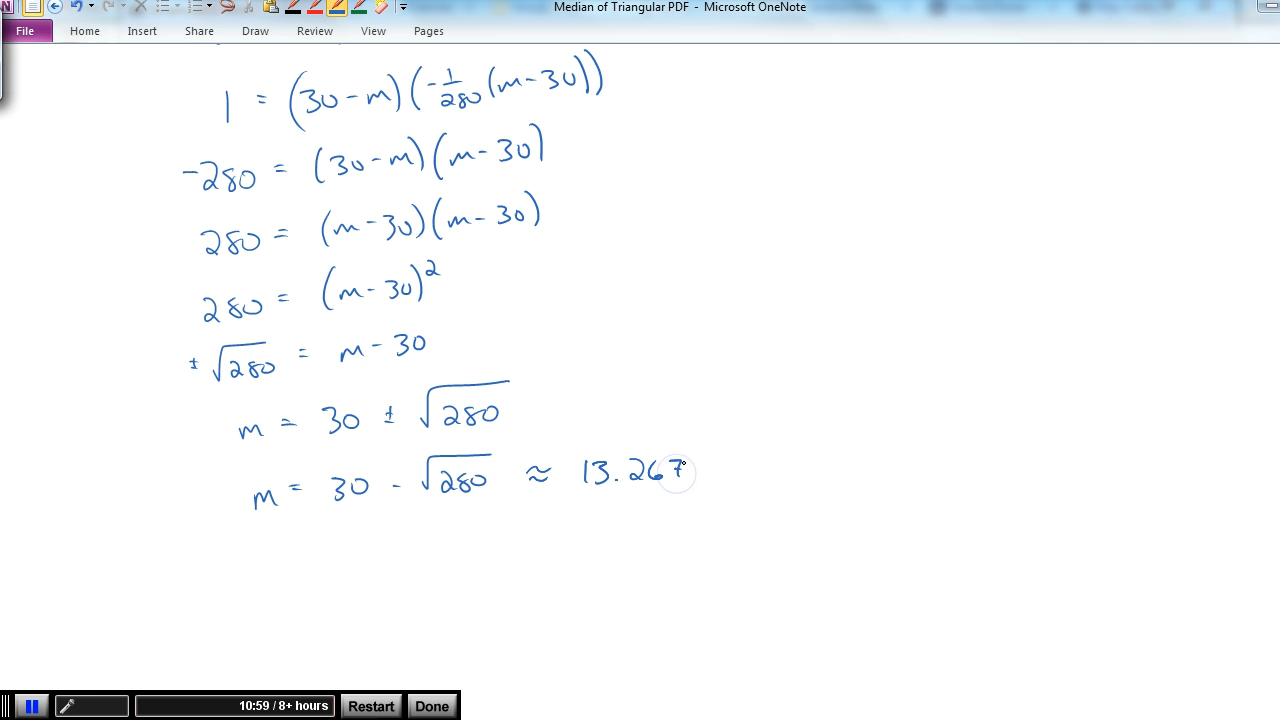 Median of Triangular PDF - Microsoft OneNote
File Home Insert Share Draw Review View Pages
1 = (30 - m)(-1/280 (m - 30))
-280 = (30 - m)(m - 30)
280 = (m - 30)(m - 30)
280 = (m - 30)²
± √280 = m - 30
m = 30 ± √280
m = 30 - √280 ≈ 13.267
10:59 / 8+ hours Restart Done